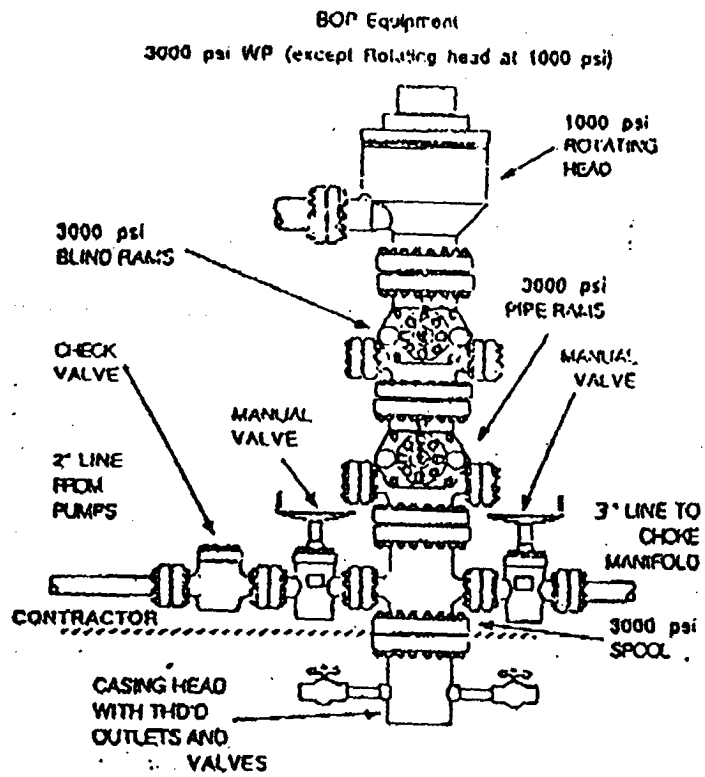 BOP Equipment
3000 psi WP (except Rotating head at 1000 psi)
1000 psi
ROTATING
HEAD
3000 psi
BLIND RAMS
3000 psi
PIPE RAMS
CHECK
VALVE
MANUAL
VALVE
MANUAL
VALVE
2" LINE
FROM
PUMPS
3" LINE TO
CHOKE
MANIFOLD
CONTRACTOR
3000 psi
SPOOL
CASING HEAD
WITH THD'D
OUTLETS AND
VALVES